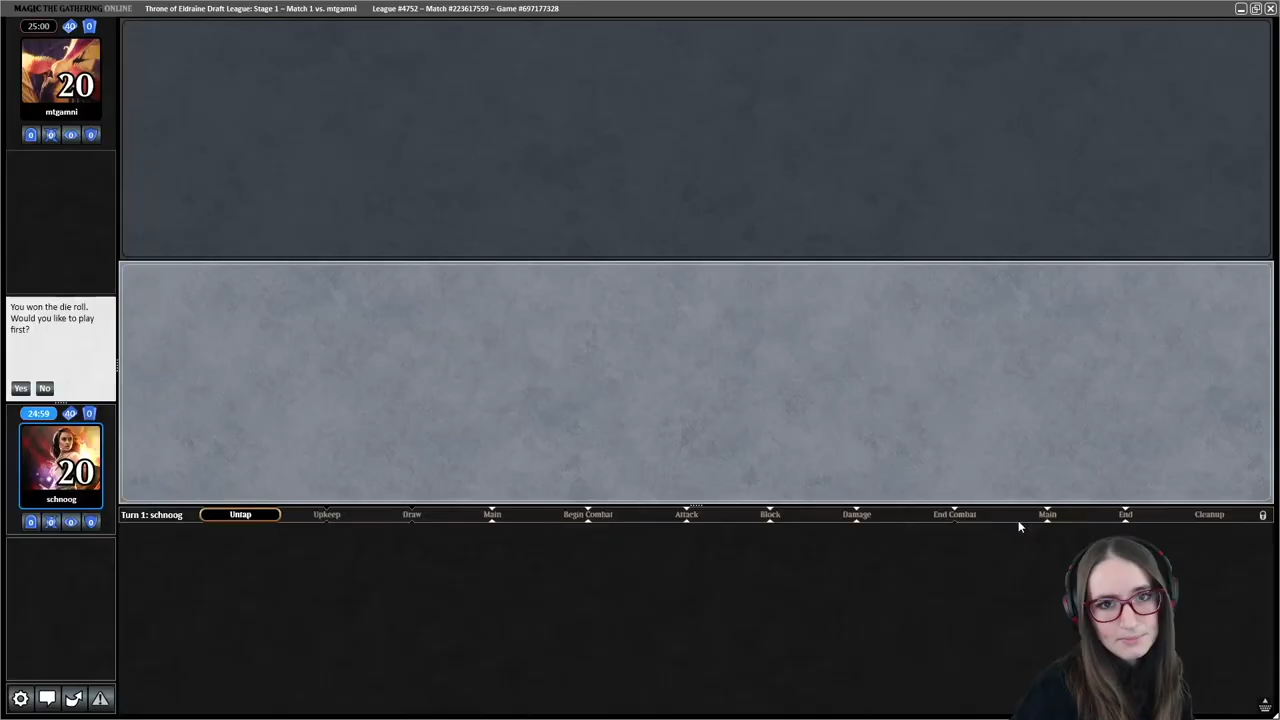 MAGIC THE GATHERING ONLINE
Throne of Eldraine Draft League: Stage 1 – Match 1 vs. mtgamni
League #4752 – Match #223617559 – Game #697177328
25:00 40 0
20
mtgamni
0 0 0 0
You won the die roll.
Would you like to play
first?
Yes No
24:59 40 0
20
schnoog
0 0 0 0
Turn 1: schnoog Untap Upkeep Draw Main Begin Combat Attack Block Damage End Combat Main End Cleanup